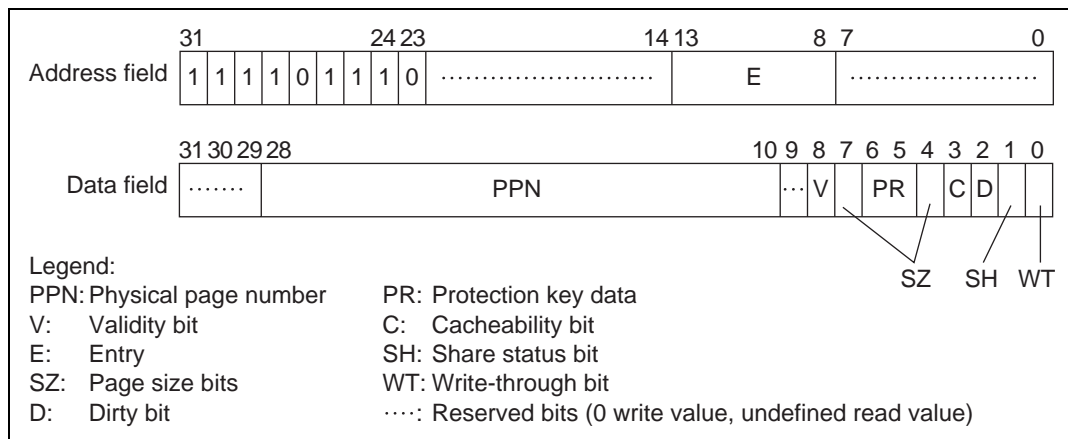 31 24 23 14 13 8 7 0
Address field 1 1 1 1 0 1 1 1 0 ························ E ······················
31 30 29 28 10 9 8 7 6 5 4 3 2 1 0
Data field ······· PPN ··· V PR C D
SZ SH WT
Legend:
PPN: Physical page number PR: Protection key data
V: Validity bit C: Cacheability bit
E: Entry SH: Share status bit
SZ: Page size bits WT: Write-through bit
D: Dirty bit ····: Reserved bits (0 write value, undefined read value)